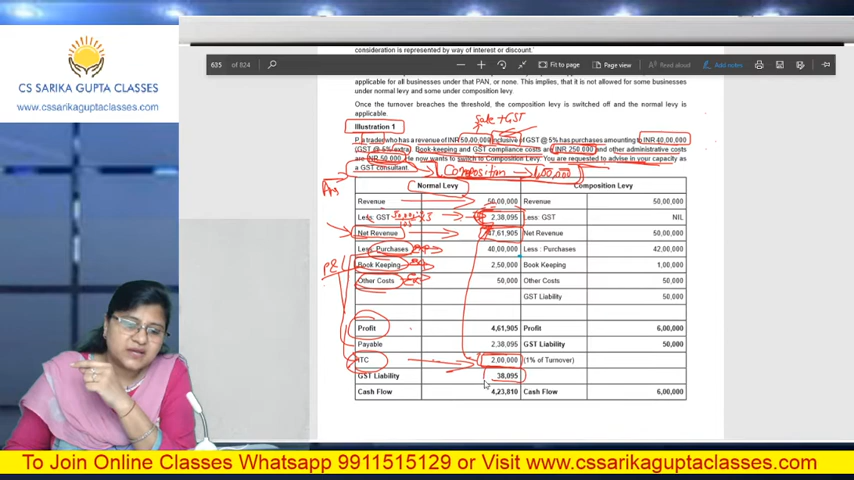 CS SARIKA GUPTA CLASSES
www.cssarikaguptaclasses.com
635 of 824
Fit to page
Page view
Read aloud
Add notes
consideration is represented by way of interest or discount.'
applicable for all businesses under that PAN, or none. This implies, that it is not allowed for some businesses
under normal levy and some under composition levy.
Once the turnover breaches the threshold, the composition levy is switched off and the normal levy is
applicable.
Sale + GST
Illustration 1
P, a trader who has a revenue of INR 50,00,000 inclusive of GST @ 5% has purchases amounting to INR 40,00,000
(GST @ 5% extra). Book-keeping and GST compliance costs are INR 250,000 and other administrative costs
are INR 50,000. He now wants to switch to Composition Levy. You are requested to advise in your capacity as
a GST consultant.
Composition → 1,00,000
Ans
Normal Levy Composition Levy
Revenue 50,00,000 Revenue 50,00,000
Less: GST 2,38,095 Less: GST NIL
Net Revenue 47,61,905 Net Revenue 50,00,000
Less: Purchases 40,00,000 Less : Purchases 42,00,000
Book Keeping 2,50,000 Book Keeping 1,00,000
Other Costs 50,000 Other Costs 50,000
GST Liability 50,000
Profit 4,61,905 Profit 6,00,000
Payable 2,38,095 GST Liability 50,000
ITC 2,00,000 (1% of Turnover)
GST Liability 38,095
Cash Flow 4,23,810 Cash Flow 6,00,000
To Join Online Classes Whatsapp 9911515129 or Visit www.cssarikaguptaclasses.com